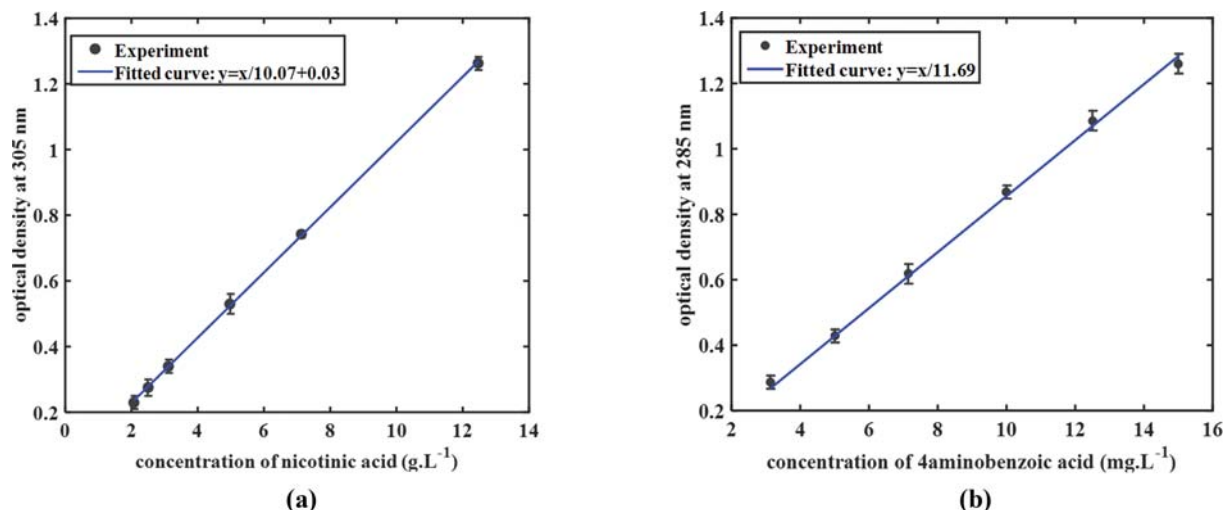 1.4
Experiment
Fitted curve: y=x/10.07+0.03
1.2
1
0.8
0.6
0.4
0.2
optical density at 305 nm
0 2 4 6 8 10 12 14
concentration of nicotinic acid (g.L⁻¹)
(a)
1.4
Experiment
Fitted curve: y=x/11.69
1.2
1
0.8
0.6
0.4
0.2
optical density at 285 nm
2 4 6 8 10 12 14 16
concentration of 4aminobenzoic acid (mg.L⁻¹)
(b)